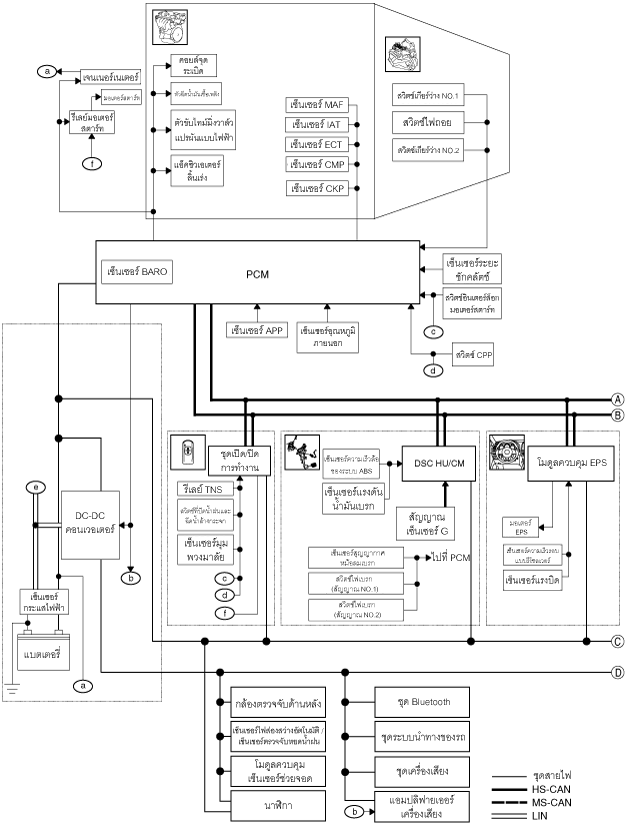 คอยล์จุด
ระเบิด
a
เจนเนอร์เนเตอร์
มอเตอร์สตาร์ท
หัวฉีดน้ำมันเชื้อเพลิง
รีเลย์มอเตอร์
สตาร์ท
ตัวขับไทม์มิ่งวาล์ว
แปรผันแบบไฟฟ้า
f
แอ็คชิวเอเตอร์
ลิ้นเร่ง
เซ็นเซอร์ MAF
เซ็นเซอร์ IAT
เซ็นเซอร์ ECT
เซ็นเซอร์ CMP
เซ็นเซอร์ CKP
สวิตช์เกียร์ว่าง NO.1
สวิตช์ไฟถอย
สวิตช์เกียร์ว่าง NO.2
เซ็นเซอร์ BARO
PCM
เซ็นเซอร์ระยะ
ชักคลัตช์
สวิตช์อินเตอร์ล็อก
มอเตอร์สตาร์ท
เซ็นเซอร์ APP
เซ็นเซอร์อุณหภูมิ
ภายนอก
c
สวิตช์ CPP
d
A
B
ชุดเปิด/ปิด
การทำงาน
รีเลย์ TNS
สวิตช์ที่ปัดน้ำฝนและ
ฉีดน้ำล้างกระจก
เซ็นเซอร์มุม
พวงมาลัย
c
d
f
เซ็นเซอร์ความเร็วล้อ
ของระบบ ABS
DSC HU/CM
เซ็นเซอร์แรงดัน
น้ำมันเบรก
สัญญาณ
เซ็นเซอร์ G
เซ็นเซอร์สุญญากาศ
หม้อลมเบรก
ไปที่ PCM
สวิตช์ไฟเบรก
(สัญญาณ NO.1)
สวิตช์ไฟเบรก
(สัญญาณ NO.2)
โมดูลควบคุม EPS
มอเตอร์
EPS
เซ็นเซอร์ความเร็วรอบ
แบบรีโซลเวอร์
เซ็นเซอร์แรงบิด
e
DC-DC
คอนเวอเตอร์
b
เซ็นเซอร์
กระแสไฟฟ้า
แบตเตอรี่
a
C
D
กล้องตรวจจับด้านหลัง
เซ็นเซอร์ไฟส่องสว่างอัตโนมัติ /
เซ็นเซอร์ตรวจจับหยดน้ำฝน
โมดูลควบคุม
เซ็นเซอร์ช่วยจอด
นาฬิกา
ชุด Bluetooth
ชุดระบบนำทางของรถ
ชุดเครื่องเสียง
b
แอมปลิฟายเออร์
เครื่องเสียง
ชุดสายไฟ
HS-CAN
MS-CAN
LIN